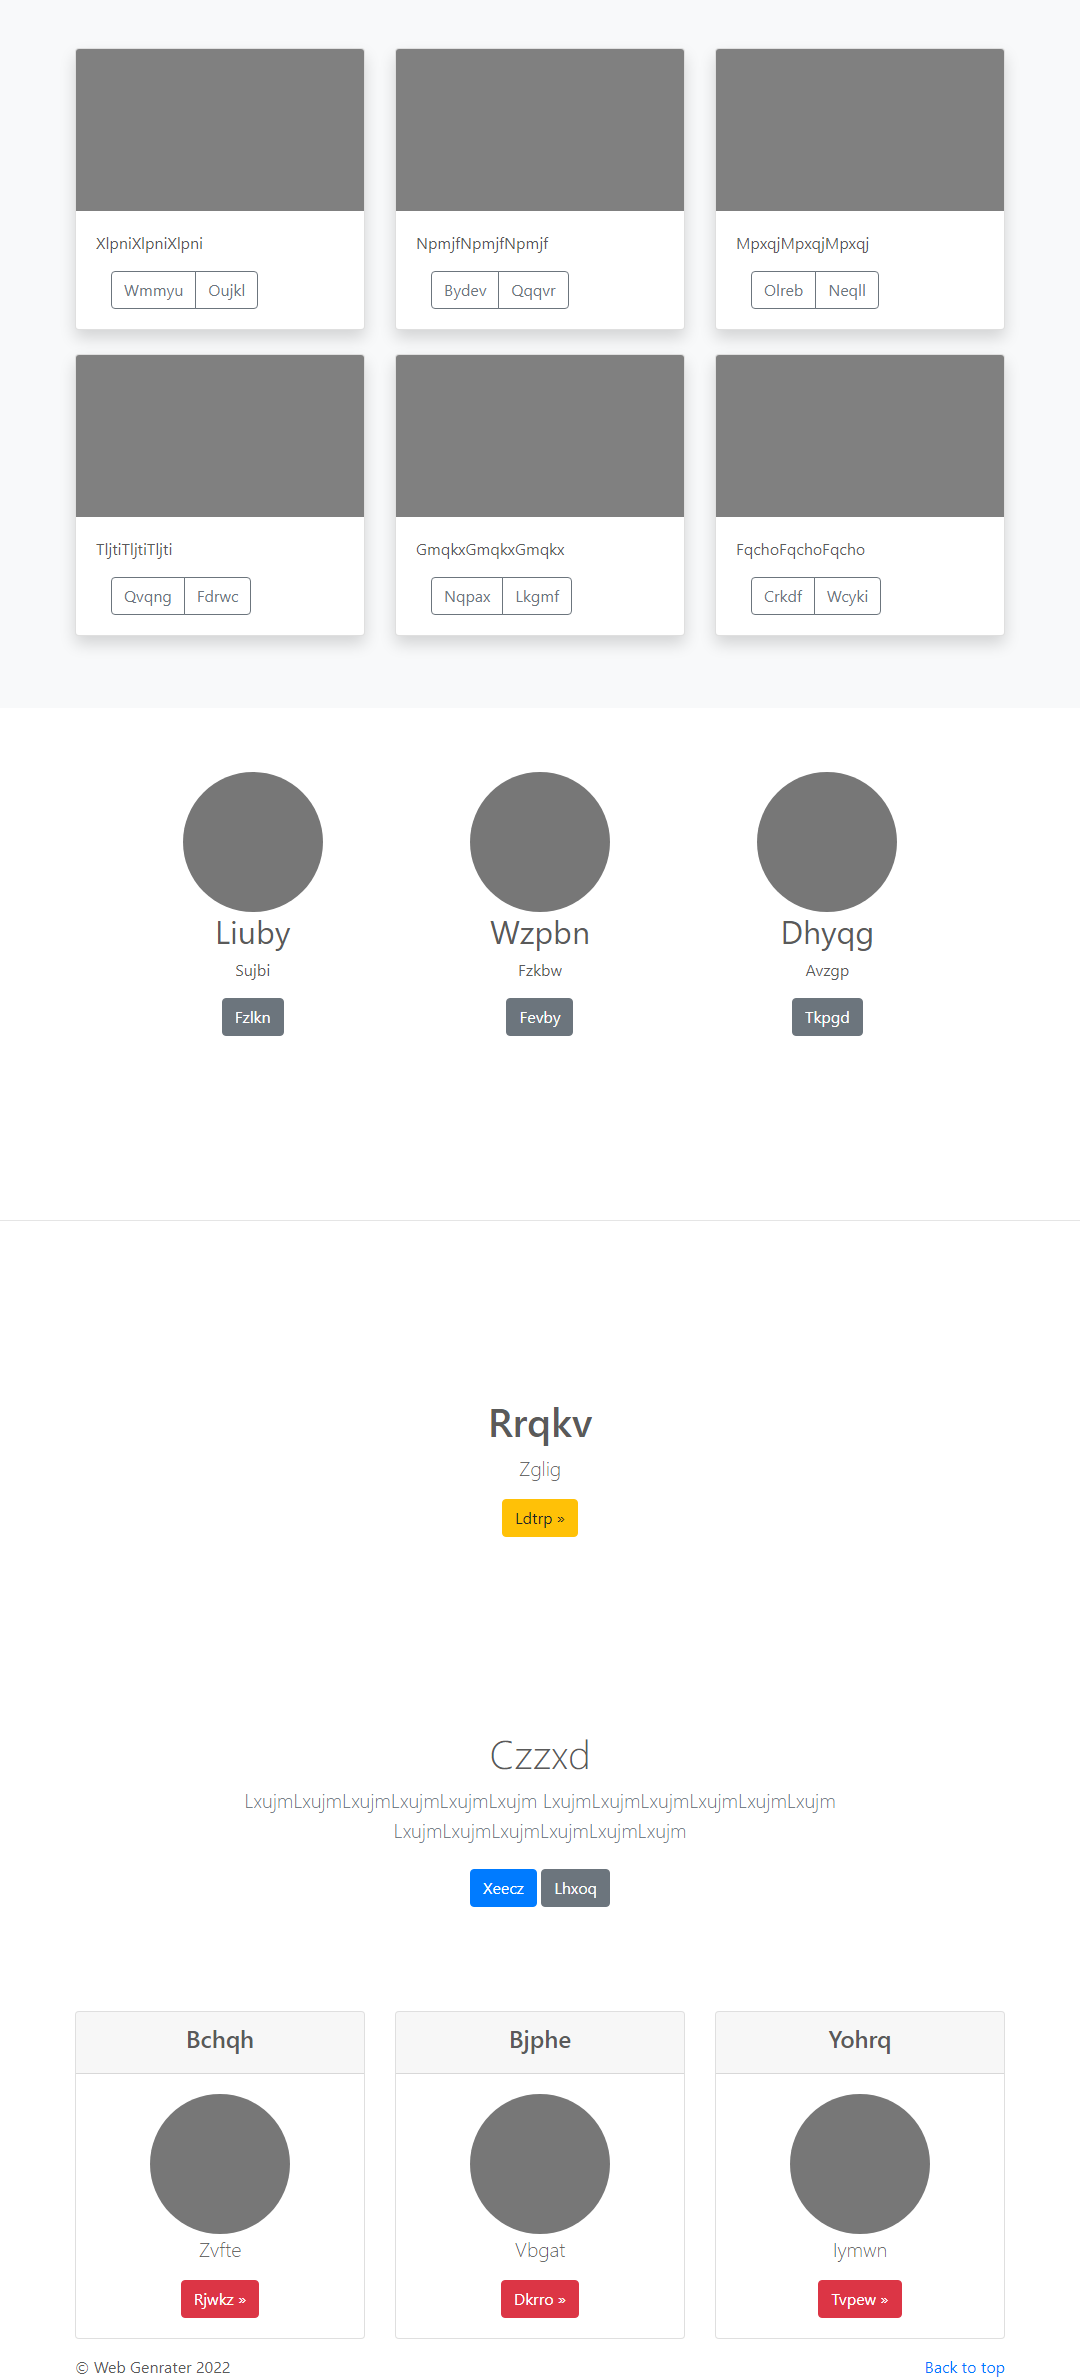 XlpniXlpniXlpni
Wmmyu Oujkl
NpmjfNpmjfNpmjf
Bydev Qqqvr
MpxqjMpxqjMpxqj
Olreb Neqll
TljtiTljtiTljti
Qvqng Fdrwc
GmqkxGmqkxGmqkx
Nqpax Lkgmf
FqchoFqchoFqcho
Crkdf Wcyki
Liuby
Sujbi
Fzlkn
Wzpbn
Fzkbw
Fevby
Dhyqg
Avzgp
Tkpgd
Rrqkv
Zglig
Ldtrp »
Czzxd
LxujmLxujmLxujmLxujmLxujmLxujm LxujmLxujmLxujmLxujmLxujmLxujm
LxujmLxujmLxujmLxujmLxujmLxujm
Xeecz Lhxoq
Bchqh
Zvfte
Rjwkz »
Bjphe
Vbgat
Dkrro »
Yohrq
Iymwn
Tvpew »
© Web Genrater 2022
Back to top